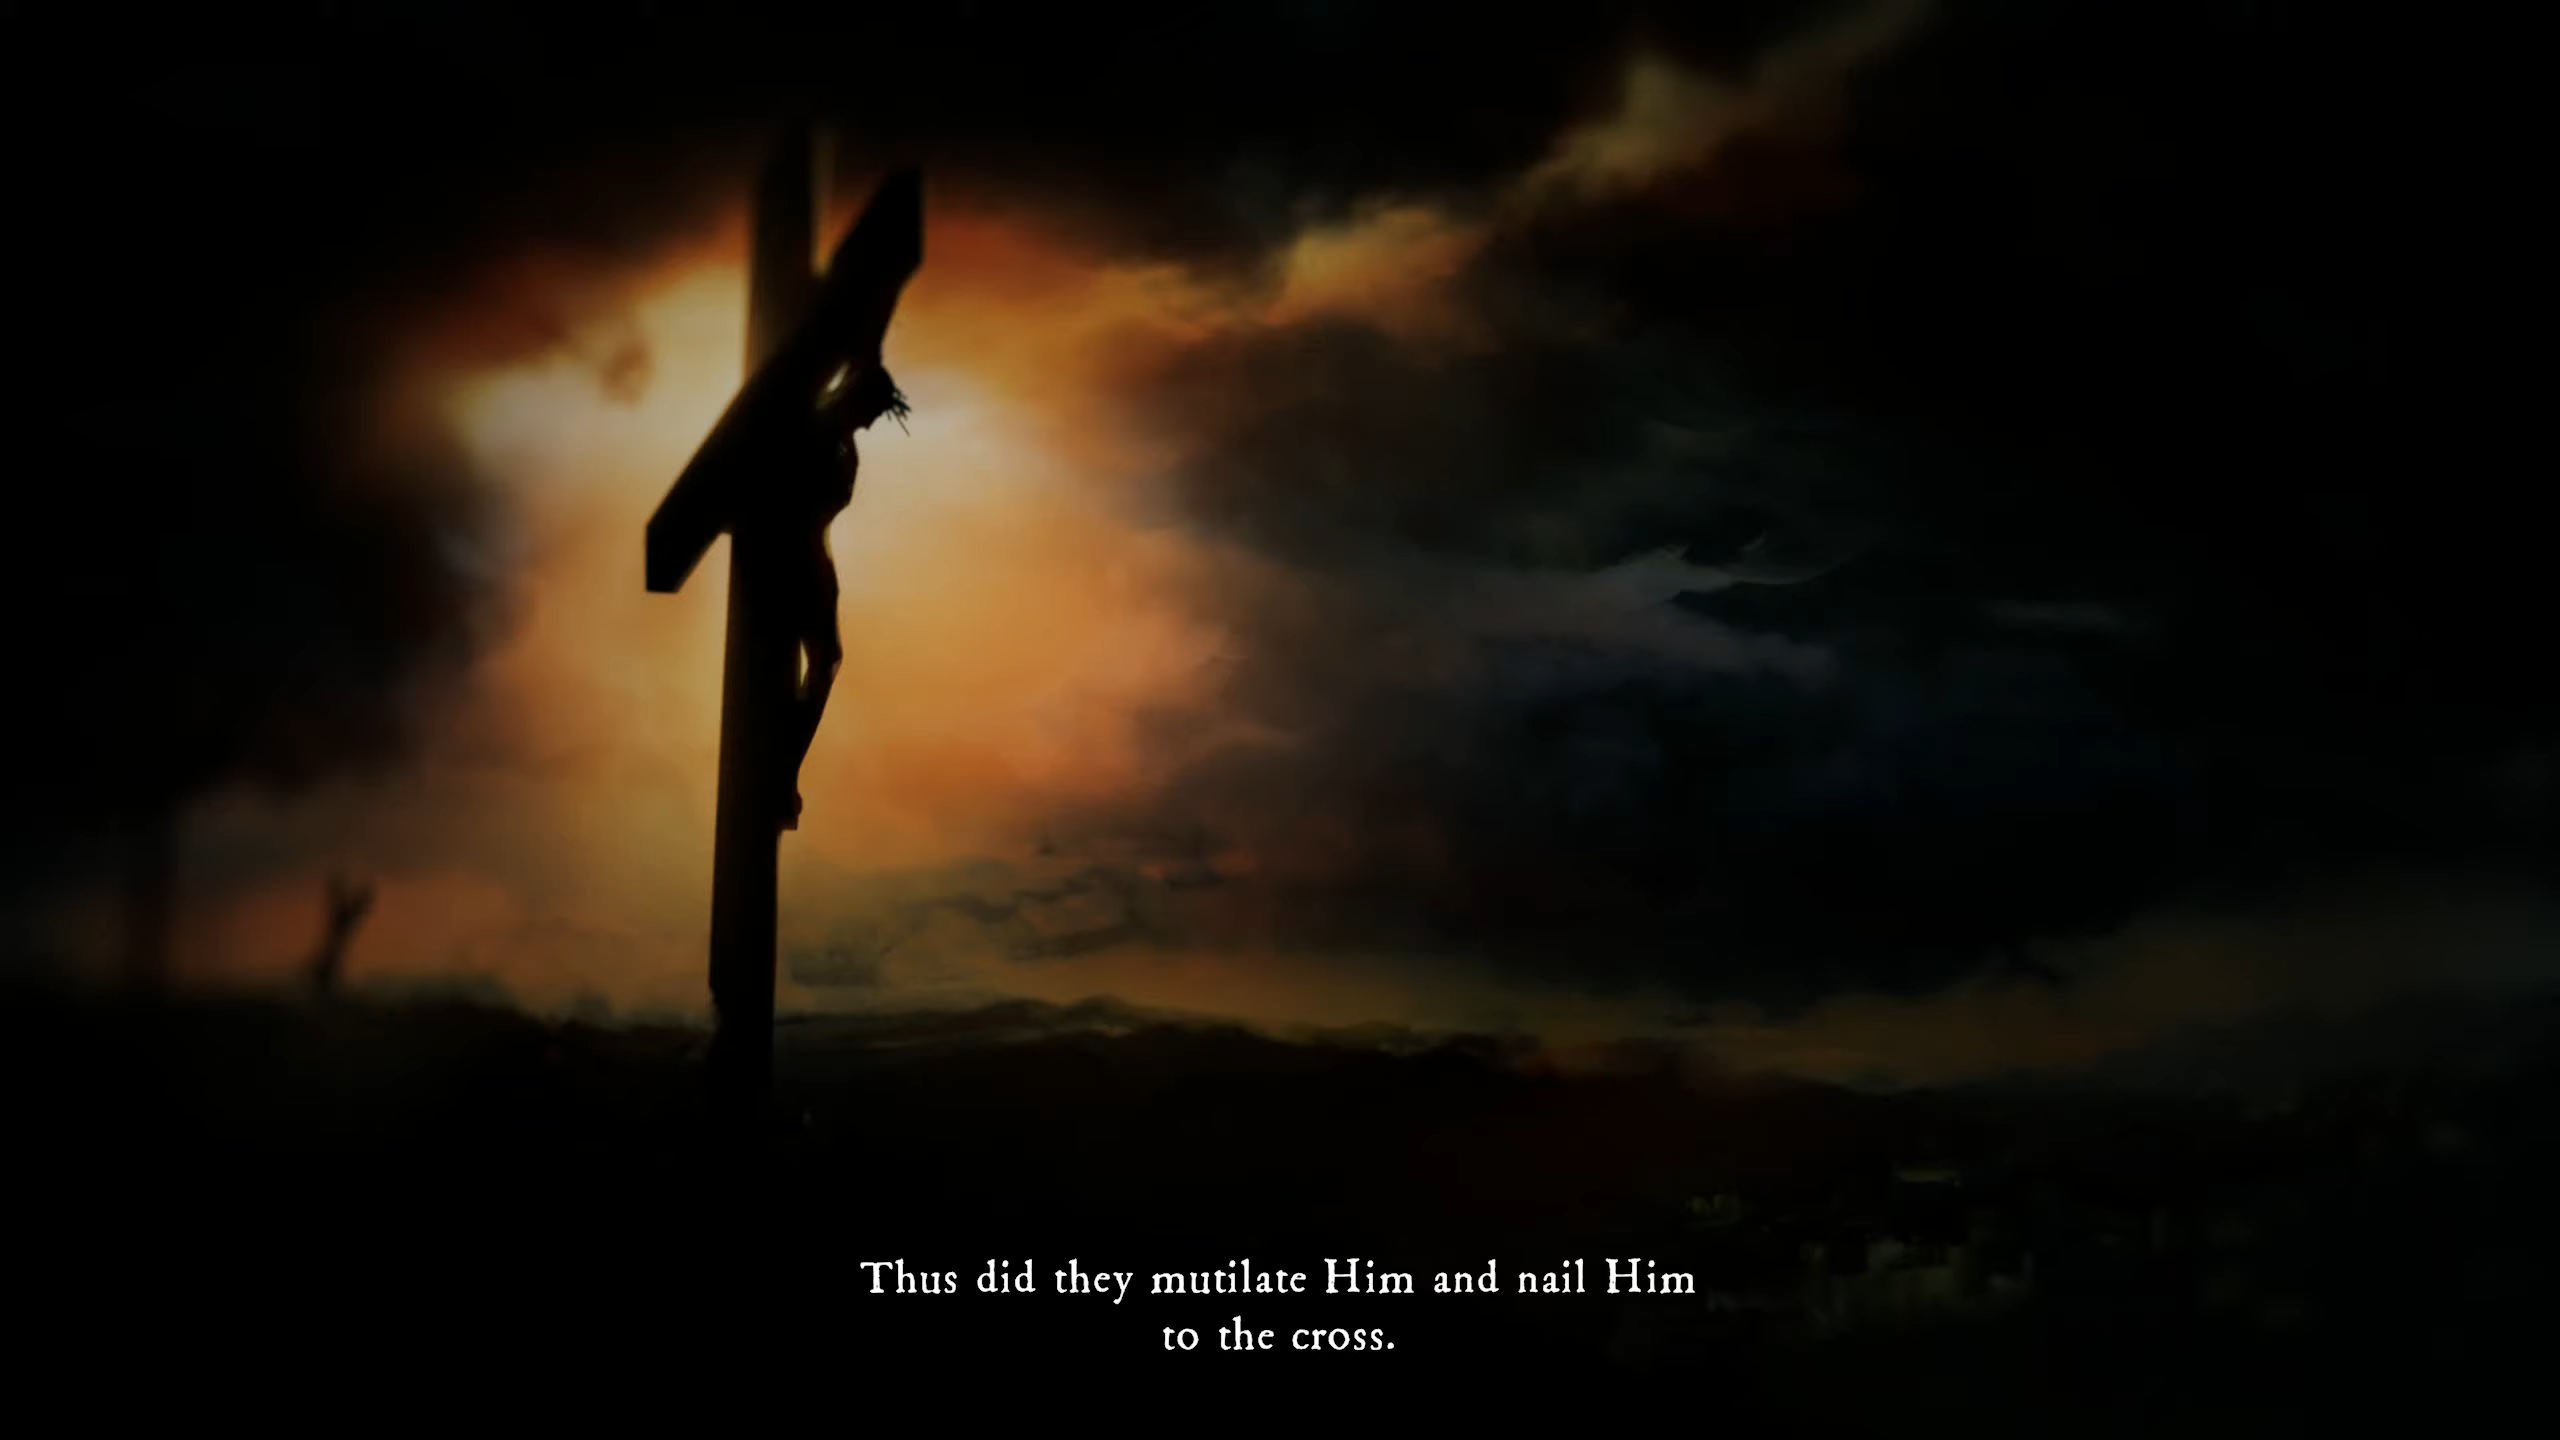 Thus did they mutilate Him and nail Him
to the cross.